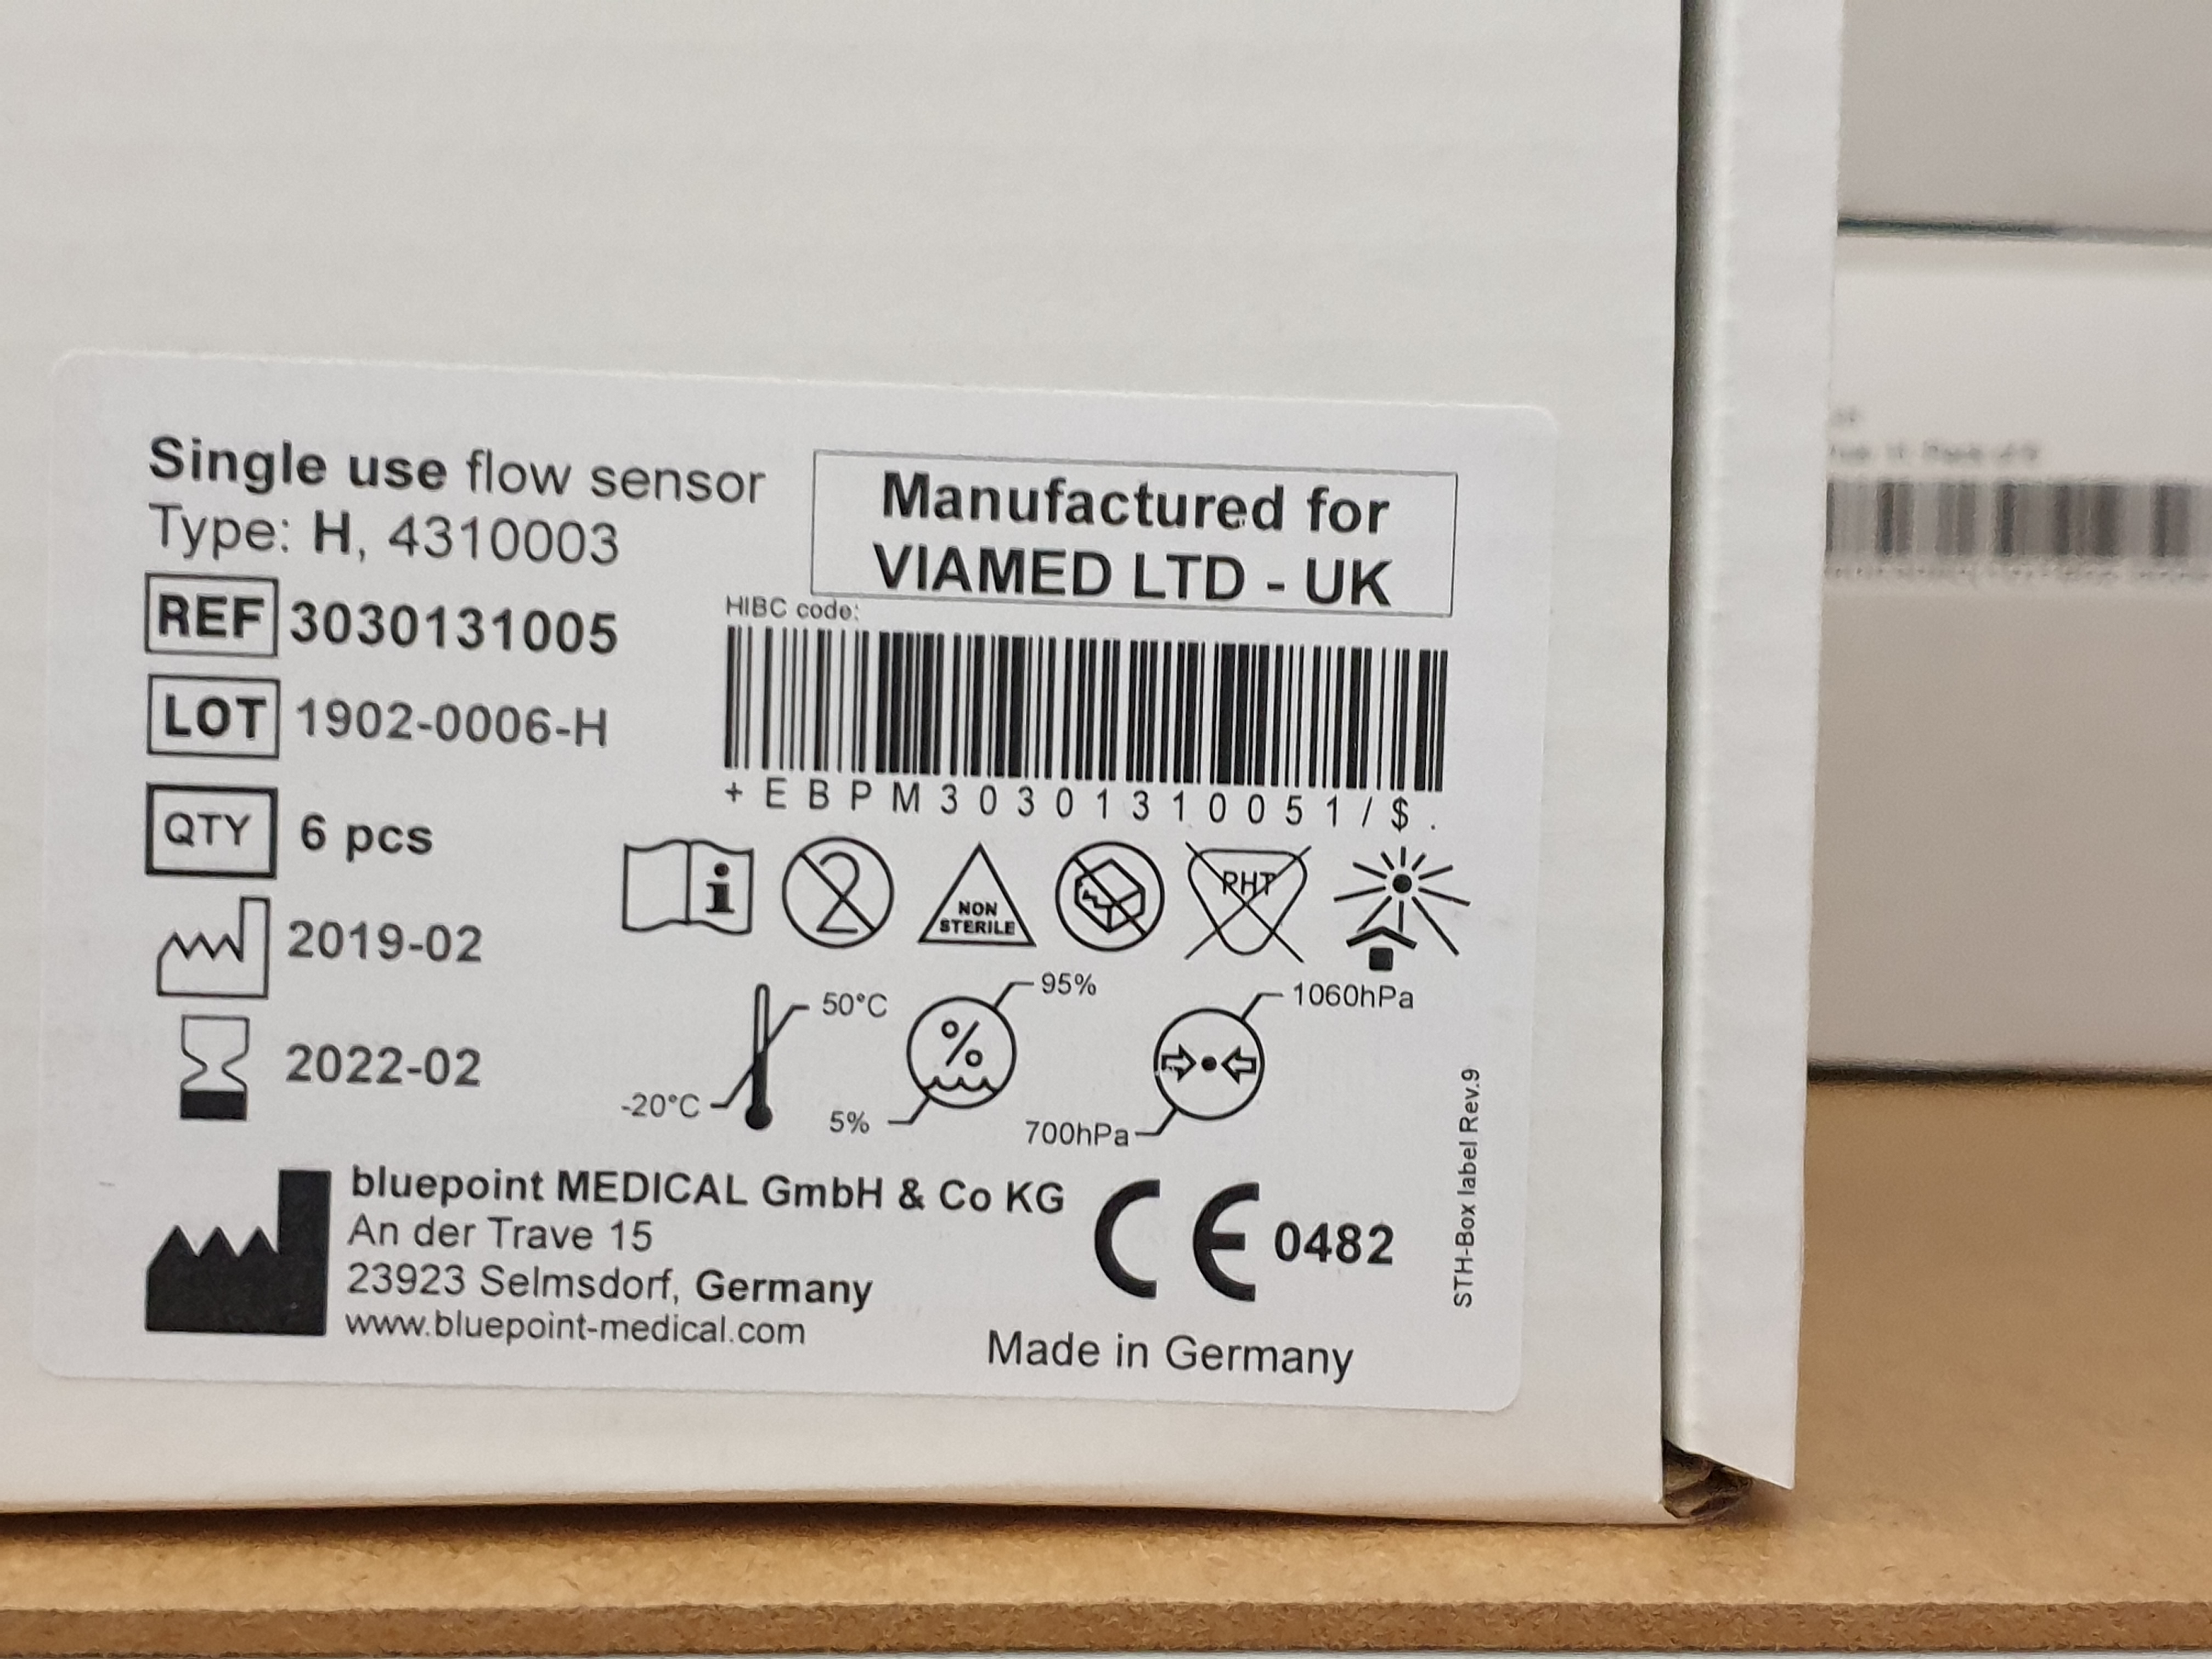 Single use flow sensor
Type: H, 4310003
REF 3030131005
LOT 1902-0006-H
QTY 6 pcs
2019-02
2022-02
Manufactured for
VIAMED LTD - UK
HIBC code:
+EBPM30301310051/$.
i
2
NON
STERILE
PHT
50°C
-20°C
%
95%
5%
1060hPa
700hPa
bluepoint MEDICAL GmbH & Co KG
An der Trave 15
23923 Selmsdorf, Germany
www.bluepoint-medical.com
CE 0482
Made in Germany
STH-Box label Rev.9